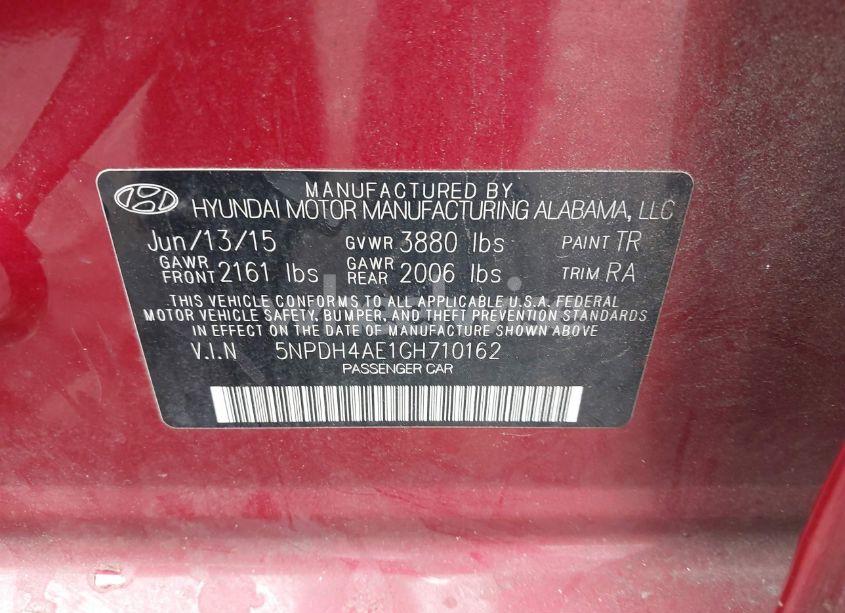 MANUFACTURED BY
HYUNDAI MOTOR MANUFACTURING ALABAMA, LLC
Jun/13/15 GVWR 3880 lbs PAINT TR
GAWR FRONT 2161 lbs GAWR REAR 2006 lbs TRIM RA
THIS VEHICLE CONFORMS TO ALL APPLICABLE U.S.A. FEDERAL
MOTOR VEHICLE SAFETY, BUMPER, AND THEFT PREVENTION STANDARDS
IN EFFECT ON THE DATE OF MANUFACTURE SHOWN ABOVE
V.I.N 5NPDH4AE1GH710162
PASSENGER CAR